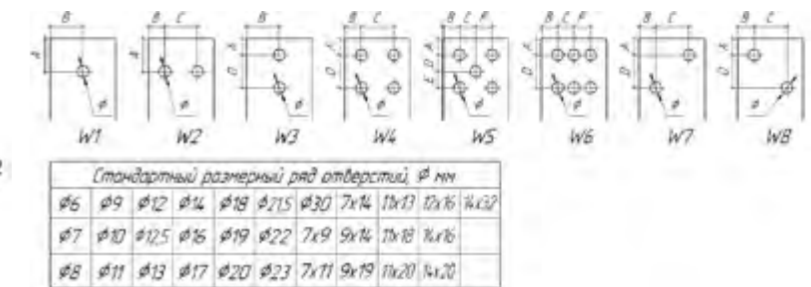 B B C B B C B C F B C F B C B C
A A A A A A
D D D E D D D
Ø Ø Ø Ø Ø Ø Ø Ø
W1 W2 W3 W4 W5 W6 W7 W8
Стандартный размерный ряд отверстий, Ø мм
Ø6 Ø9 Ø12 Ø14 Ø18 Ø21,5 Ø30 7x14 11x13 12x16 14x32
Ø7 Ø10 Ø12,5 Ø16 Ø19 Ø22 7x9 9x14 11x18 14x16
Ø8 Ø11 Ø13 Ø17 Ø20 Ø23 7x11 9x19 11x20 14x20